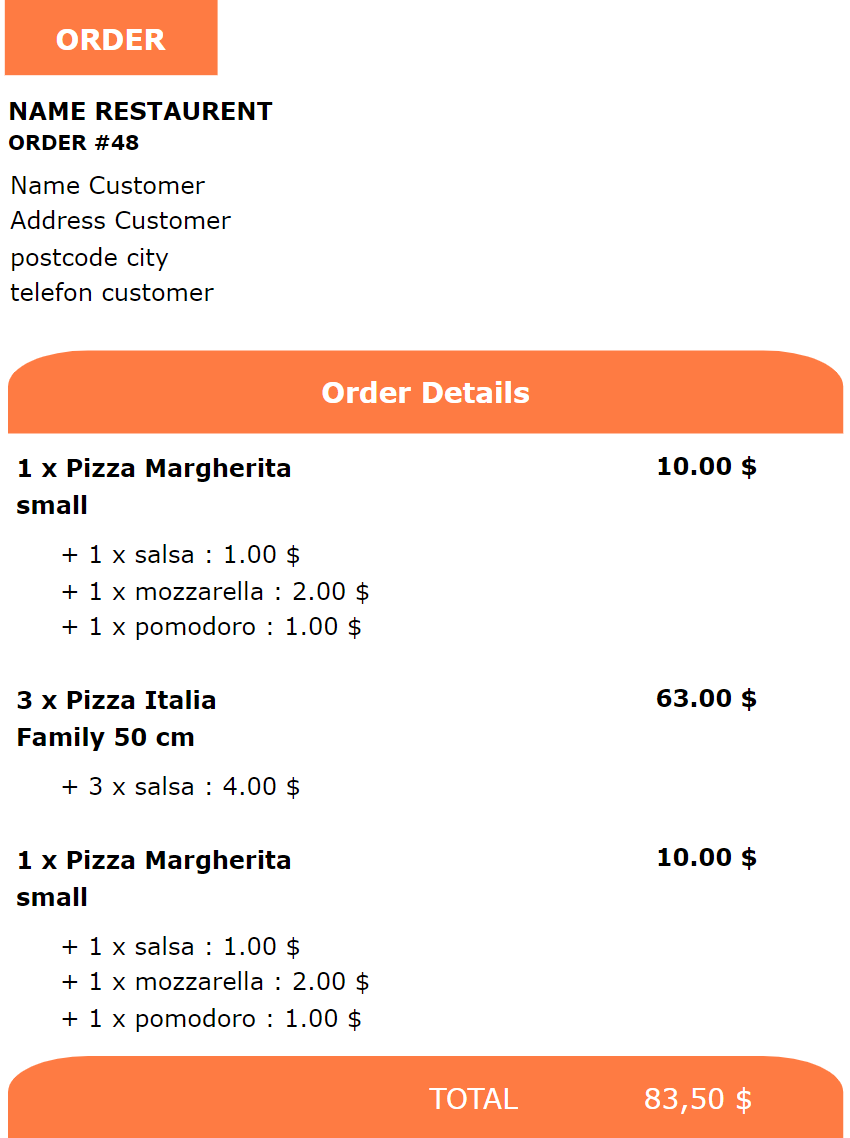 ORDER
NAME RESTAURENT
ORDER #48
Name Customer
Address Customer
postcode city
telefon customer
Order Details
1 x Pizza Margherita 10.00 $
small
+ 1 x salsa : 1.00 $
+ 1 x mozzarella : 2.00 $
+ 1 x pomodoro : 1.00 $
3 x Pizza Italia 63.00 $
Family 50 cm
+ 3 x salsa : 4.00 $
1 x Pizza Margherita 10.00 $
small
+ 1 x salsa : 1.00 $
+ 1 x mozzarella : 2.00 $
+ 1 x pomodoro : 1.00 $
TOTAL 83,50 $